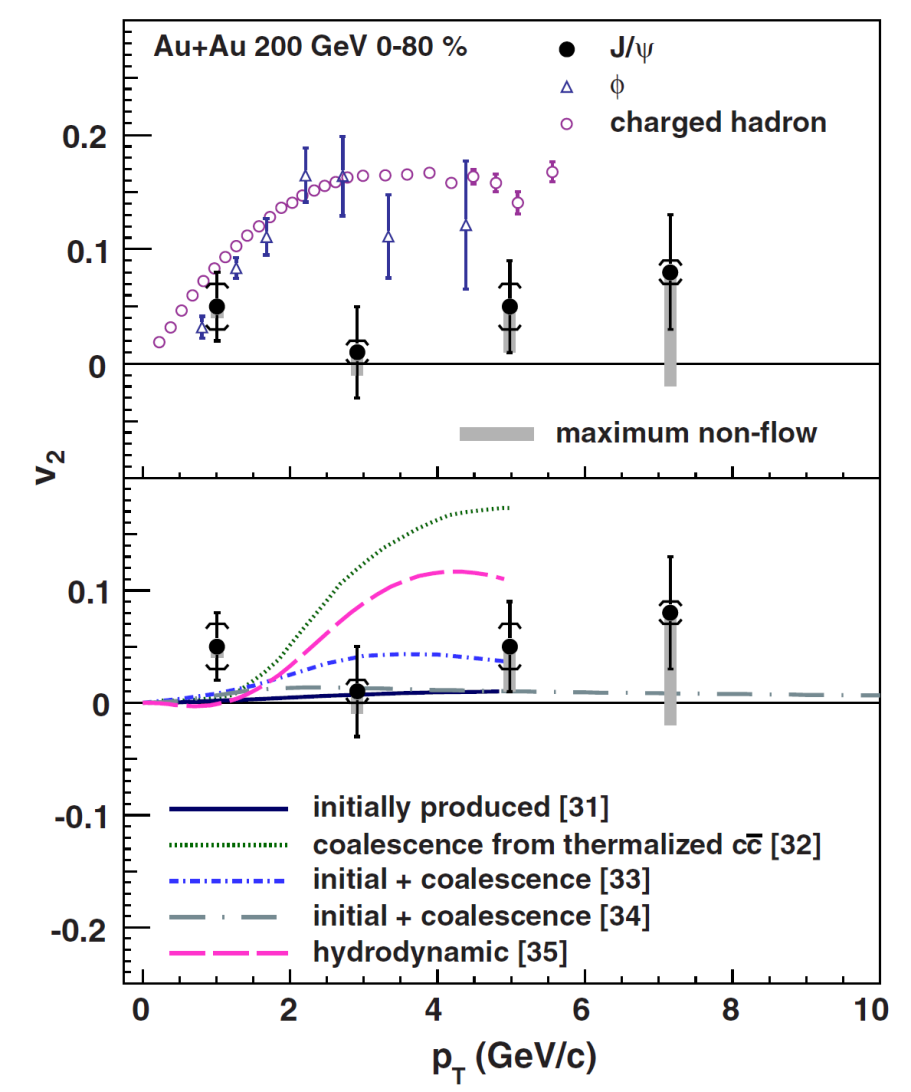 Au+Au 200 GeV 0-80 %
J/ψ
ϕ
charged hadron
0.2
0.1
0
maximum non-flow
v2
0.1
0
-0.1
-0.2
initially produced [31]
coalescence from thermalized cc̅ [32]
initial + coalescence [33]
initial + coalescence [34]
hydrodynamic [35]
0 2 4 6 8 10
pT (GeV/c)